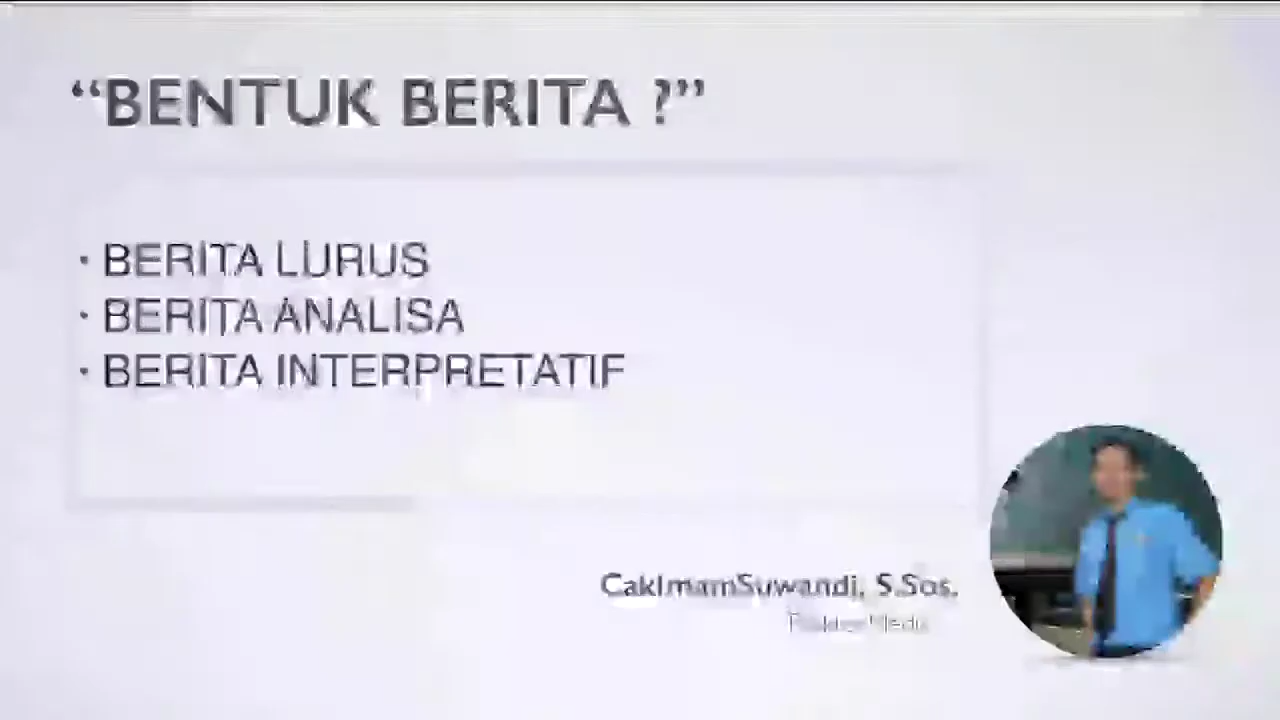 “BENTUK BERITA ?”
• BERITA LURUS
• BERITA ANALISA
• BERITA INTERPRETATIF
CakImamSuwandi, S.Sos.